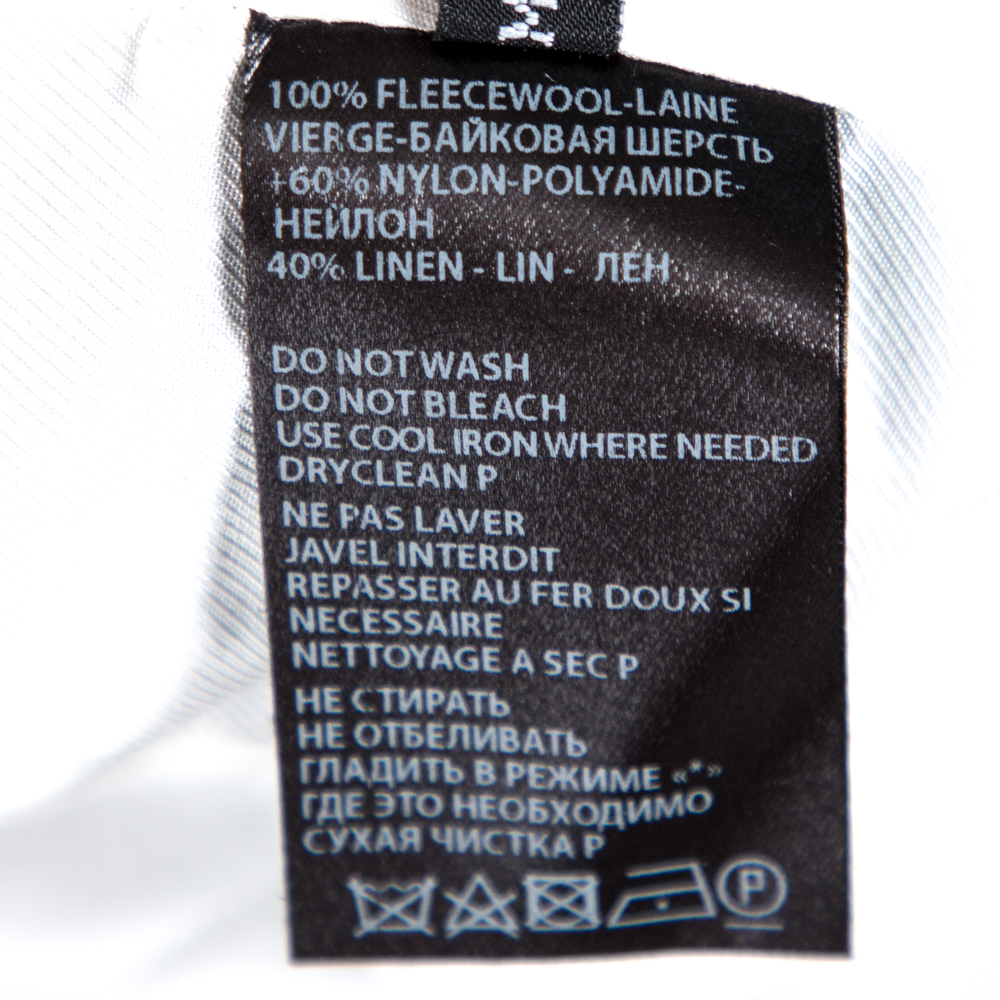 100% FLEECEWOOL-LAINE
VIERGE-БАЙКОВАЯ ШЕРСТЬ
+60% NYLON-POLYAMIDE-
НЕЙЛОН
40% LINEN - LIN - ЛЁН
DO NOT WASH
DO NOT BLEACH
USE COOL IRON WHERE NEEDED
DRYCLEAN P
NE PAS LAVER
JAVEL INTERDIT
REPASSER AU FER DOUX SI
NECESSAIRE
NETTOYAGE A SEC P
НЕ СТИРАТЬ
НЕ ОТБЕЛИВАТЬ
ГЛАДИТЬ В РЕЖИМЕ «*»
ГДЕ ЭТО НЕОБХОДИМО
СУХАЯ ЧИСТКА P
P